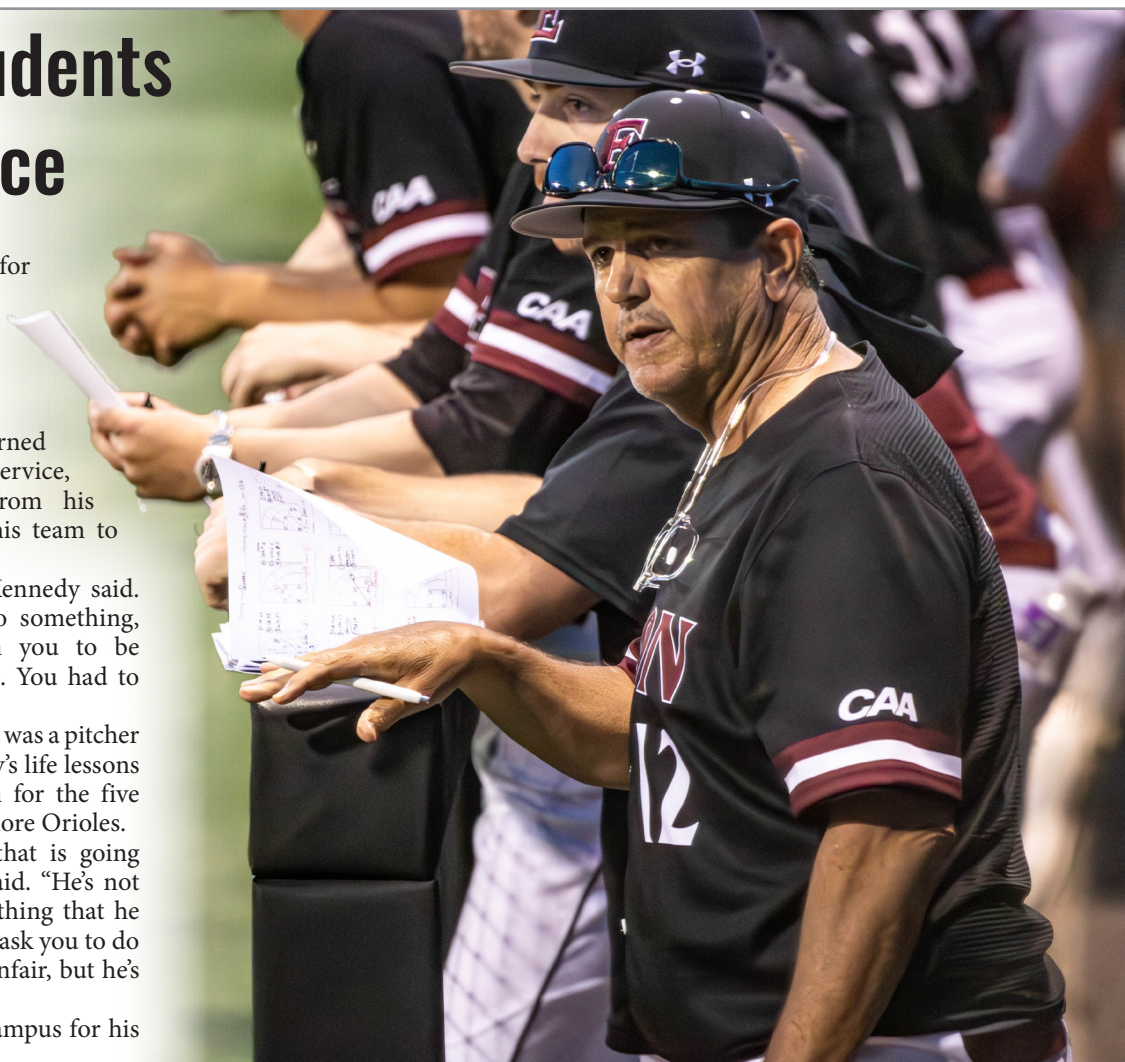 udents
ce
for
rned
ervice,
rom his
his team to
Kennedy said.
o something,
n you to be
. You had to
was a pitcher
y’s life lessons
n for the five
ore Orioles.
that is going
aid. “He’s not
thing that he
ask you to do
nfair, but he’s
ampus for his
E
E
CAA
CAA
ON
12
CAA